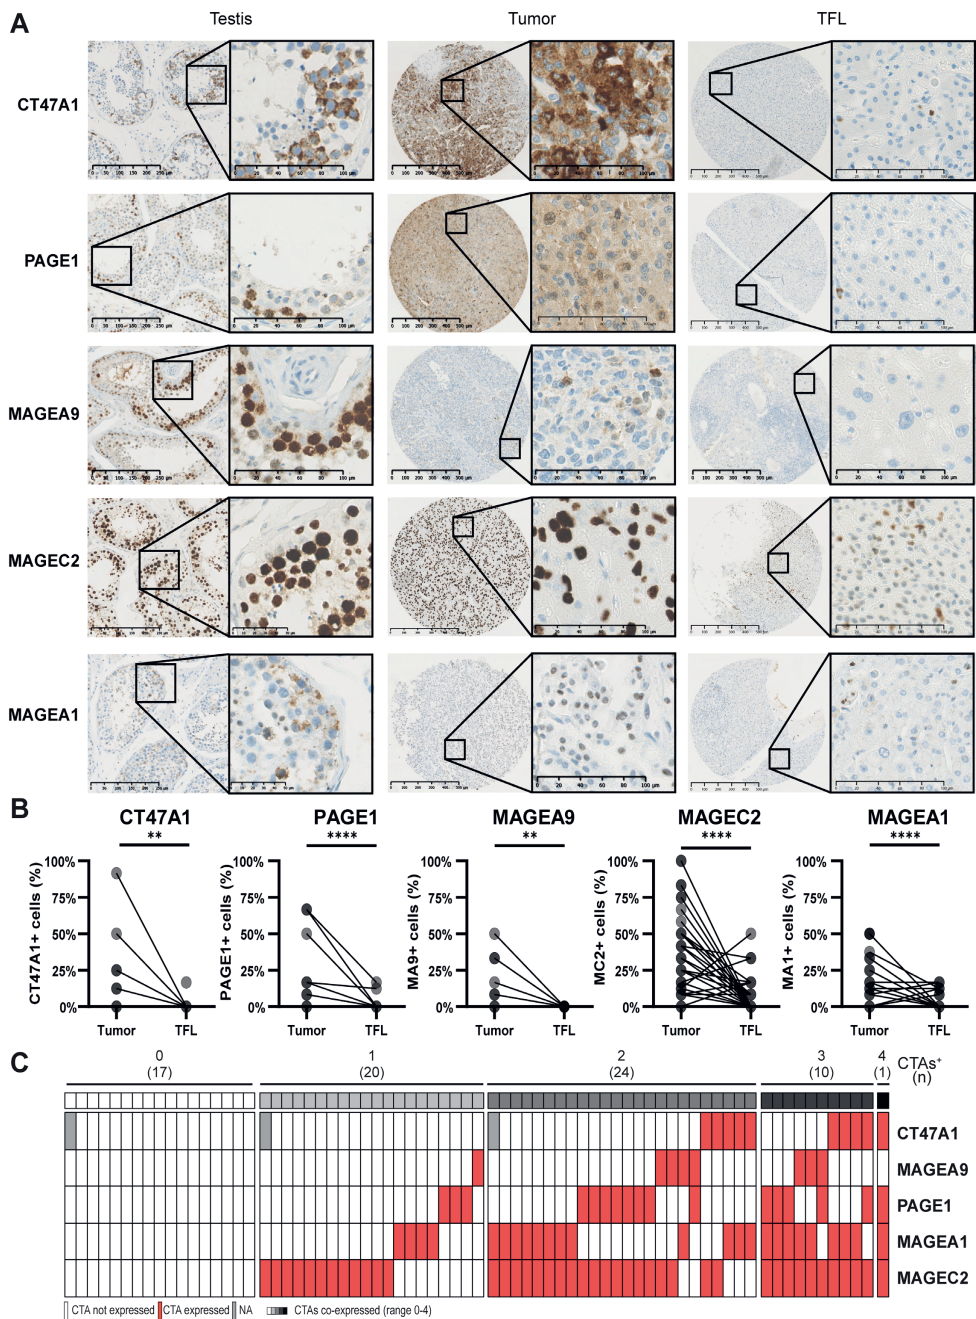 A
Testis
Tumor
TFL
CT47A1
PAGE1
MAGEA9
MAGEC2
MAGEA1
B
CT47A1
PAGE1
MAGEA9
MAGEC2
MAGEA1
**
****
**
****
****
CT47A1+ cells (%)
100%
75%
50%
25%
0%
Tumor
TFL
PAGE1+ cells (%)
100%
75%
50%
25%
0%
Tumor
TFL
MA9+ cells (%)
100%
75%
50%
25%
0%
Tumor
TFL
MC2+ cells (%)
100%
75%
50%
25%
0%
Tumor
TFL
MA1+ cells (%)
100%
75%
50%
25%
0%
Tumor
TFL
C
0
(17)
1
(20)
2
(24)
3
(10)
4
(1)
CTAs+
(n)
CT47A1
MAGEA9
PAGE1
MAGEA1
MAGEC2
CTA not expressed
CTA expressed
NA
CTAs co-expressed (range 0-4)